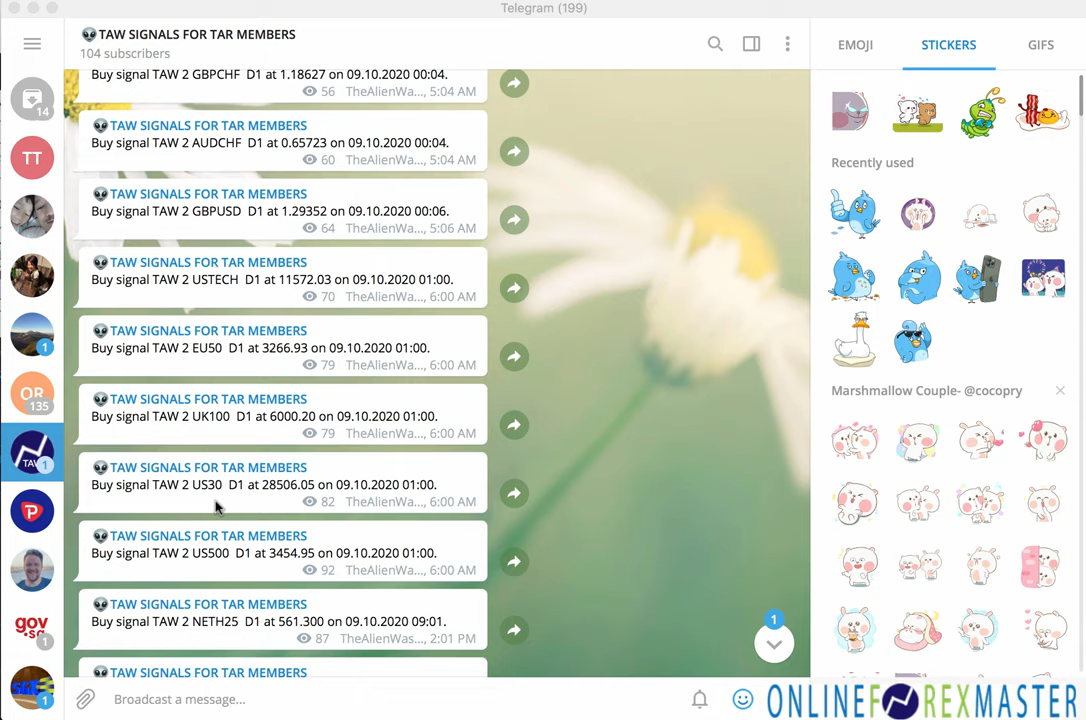 Telegram (199)
TAW SIGNALS FOR TAR MEMBERS
104 subscribers
EMOJI
STICKERS
GIFS
Buy signal TAW 2 GBPCHF D1 at 1.18627 on 09.10.2020 00:04.
56 TheAlienWa..., 5:04 AM
TAW SIGNALS FOR TAR MEMBERS
Buy signal TAW 2 AUDCHF D1 at 0.65723 on 09.10.2020 00:04.
60 TheAlienWa..., 5:04 AM
TAW SIGNALS FOR TAR MEMBERS
Buy signal TAW 2 GBPUSD D1 at 1.29352 on 09.10.2020 00:06.
64 TheAlienWa..., 5:06 AM
TAW SIGNALS FOR TAR MEMBERS
Buy signal TAW 2 USTECH D1 at 11572.03 on 09.10.2020 01:00.
70 TheAlienWa..., 6:00 AM
TAW SIGNALS FOR TAR MEMBERS
Buy signal TAW 2 EU50 D1 at 3266.93 on 09.10.2020 01:00.
79 TheAlienWa..., 6:00 AM
TAW SIGNALS FOR TAR MEMBERS
Buy signal TAW 2 UK100 D1 at 6000.20 on 09.10.2020 01:00.
79 TheAlienWa..., 6:00 AM
TAW SIGNALS FOR TAR MEMBERS
Buy signal TAW 2 US30 D1 at 28506.05 on 09.10.2020 01:00.
82 TheAlienWa..., 6:00 AM
TAW SIGNALS FOR TAR MEMBERS
Buy signal TAW 2 US500 D1 at 3454.95 on 09.10.2020 01:00.
92 TheAlienWa..., 6:00 AM
TAW SIGNALS FOR TAR MEMBERS
Buy signal TAW 2 NETH25 D1 at 561.300 on 09.10.2020 09:01.
87 TheAlienWas..., 2:01 PM
TAW SIGNALS FOR TAR MEMBERS
Broadcast a message...
14
TT
1
OR
135
TAW
1
P
gov
sg
1
1
1
Recently used
Marshmallow Couple- @cocopry
ONLINEFOREXMASTER